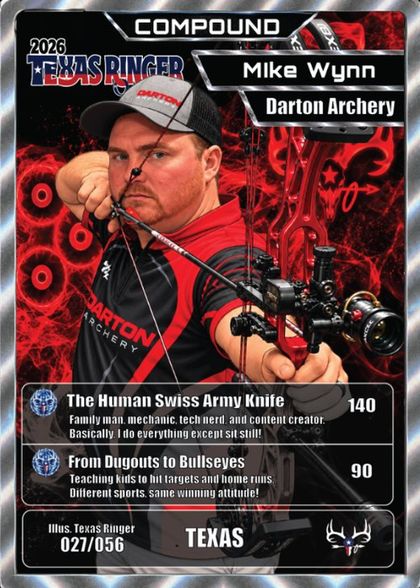 COMPOUND
2026
TEXAS RINGER
MIke Wynn
Darton Archery
DARTON
ARCHERY
DARTON
ARCHERY
The Human Swiss Army Knife
140
Family man, mechanic, tech nerd, and content creator.
Basically, I do everything except sit still!
From Dugouts to Bullseyes
90
Teaching kids to hit targets and home runs.
Different sports, same winning attitude!
Illus. Texas Ringer
027/056
TEXAS